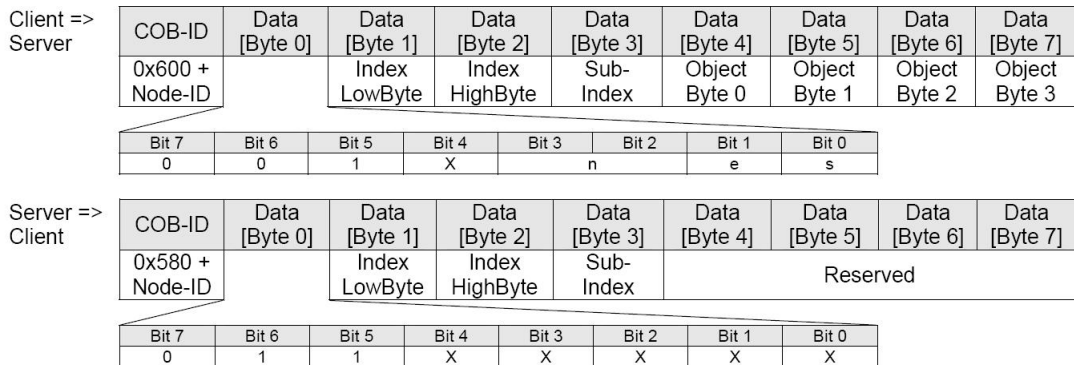 Client => COB-ID Data Data Data Data Data Data Data Data
Server [Byte 0] [Byte 1] [Byte 2] [Byte 3] [Byte 4] [Byte 5] [Byte 6] [Byte 7]
0x600 + Index Index Sub- Object Object Object Object
Node-ID LowByte HighByte Index Byte 0 Byte 1 Byte 2 Byte 3
Bit 7 Bit 6 Bit 5 Bit 4 Bit 3 Bit 2 Bit 1 Bit 0
0 0 1 X n e s
Server => COB-ID Data Data Data Data Data Data Data Data
Client [Byte 0] [Byte 1] [Byte 2] [Byte 3] [Byte 4] [Byte 5] [Byte 6] [Byte 7]
0x580 + Index Index Sub- Reserved
Node-ID LowByte HighByte Index
Bit 7 Bit 6 Bit 5 Bit 4 Bit 3 Bit 2 Bit 1 Bit 0
0 1 1 X X X X X